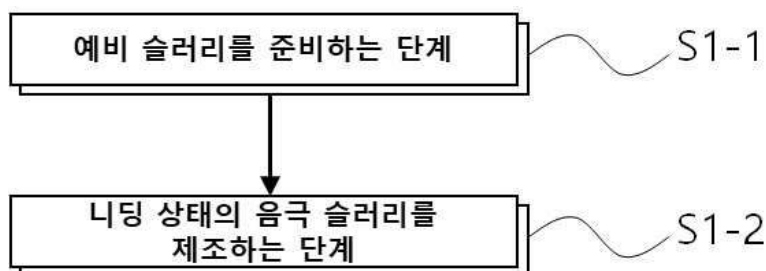 예비 슬러리를 준비하는 단계
S1-1
니딩 상태의 음극 슬러리를
제조하는 단계
S1-2